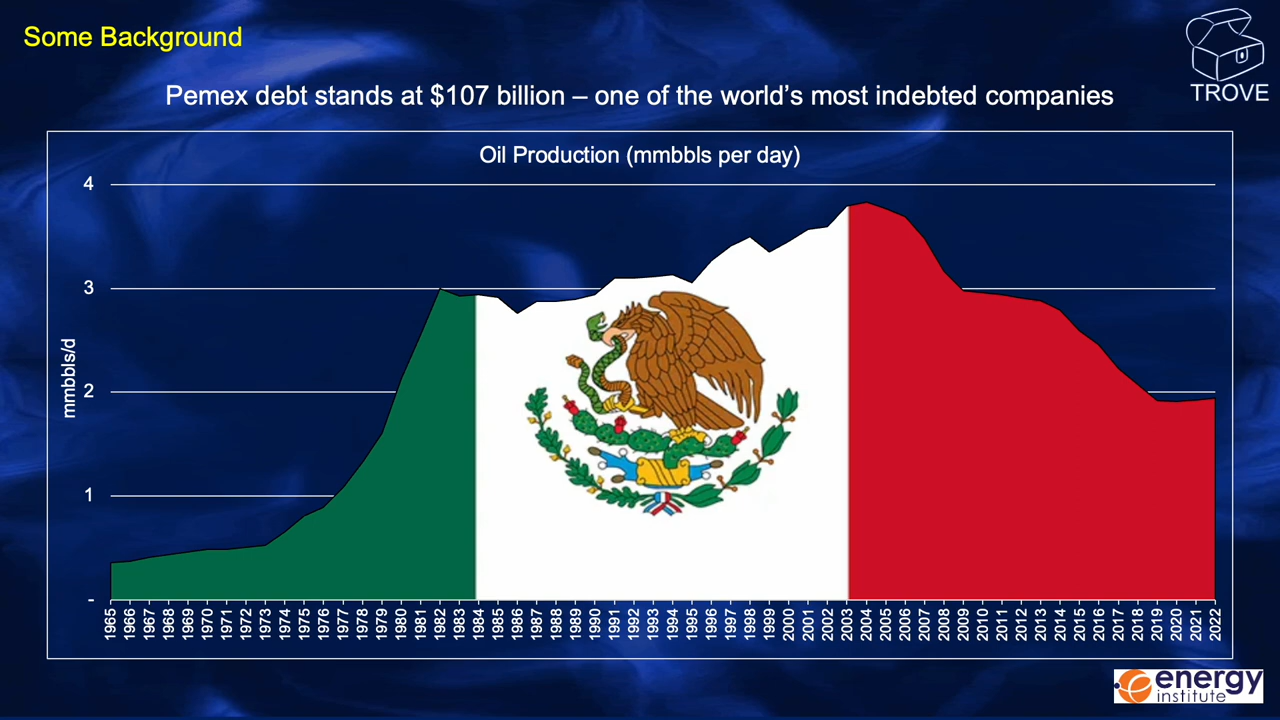 Some Background
TROVE
Pemex debt stands at $107 billion – one of the world's most indebted companies
Oil Production (mmbbls per day)
mmbbls/d
4
3
2
1
-
1965 1966 1967 1968 1969 1970 1971 1972 1973 1974 1975 1976 1977 1978 1979 1980 1981 1982 1983 1984 1985 1986 1987 1988 1989 1990 1991 1992 1993 1994 1995 1996 1997 1998 1999 2000 2001 2002 2003 2004 2005 2006 2007 2008 2009 2010 2011 2012 2013 2014 2015 2016 2017 2018 2019 2020 2021 2022
energy
institute